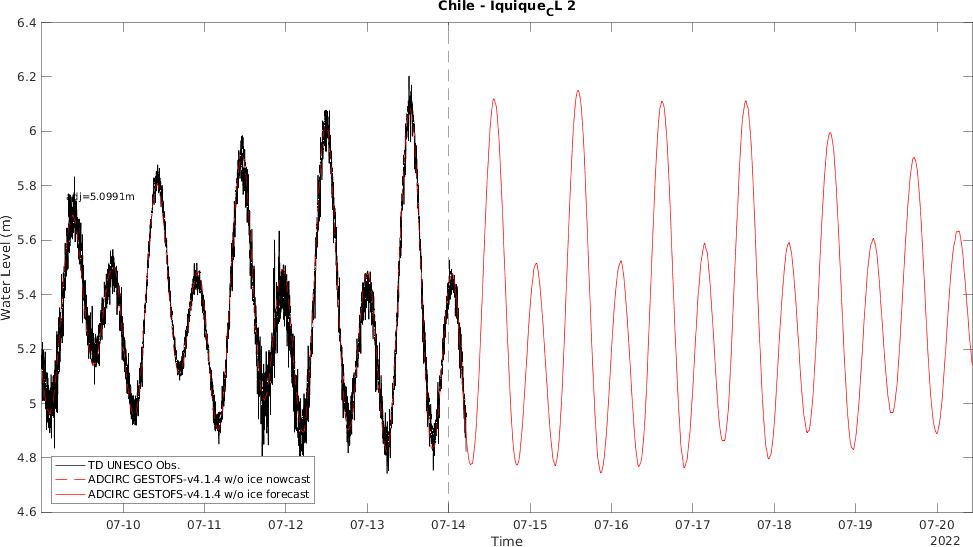 Chile - Iquique_CL 2
6.4
6.2
6
5.8
5.6
5.4
5.2
5
4.8
4.6
Water Level (m)
adj=5.0991m
TD UNESCO Obs.
ADCIRC GESTOFS-v4.1.4 w/o ice nowcast
ADCIRC GESTOFS-v4.1.4 w/o ice forecast
07-10 07-11 07-12 07-13 07-14 07-15 07-16 07-17 07-18 07-19 07-20
Time
2022